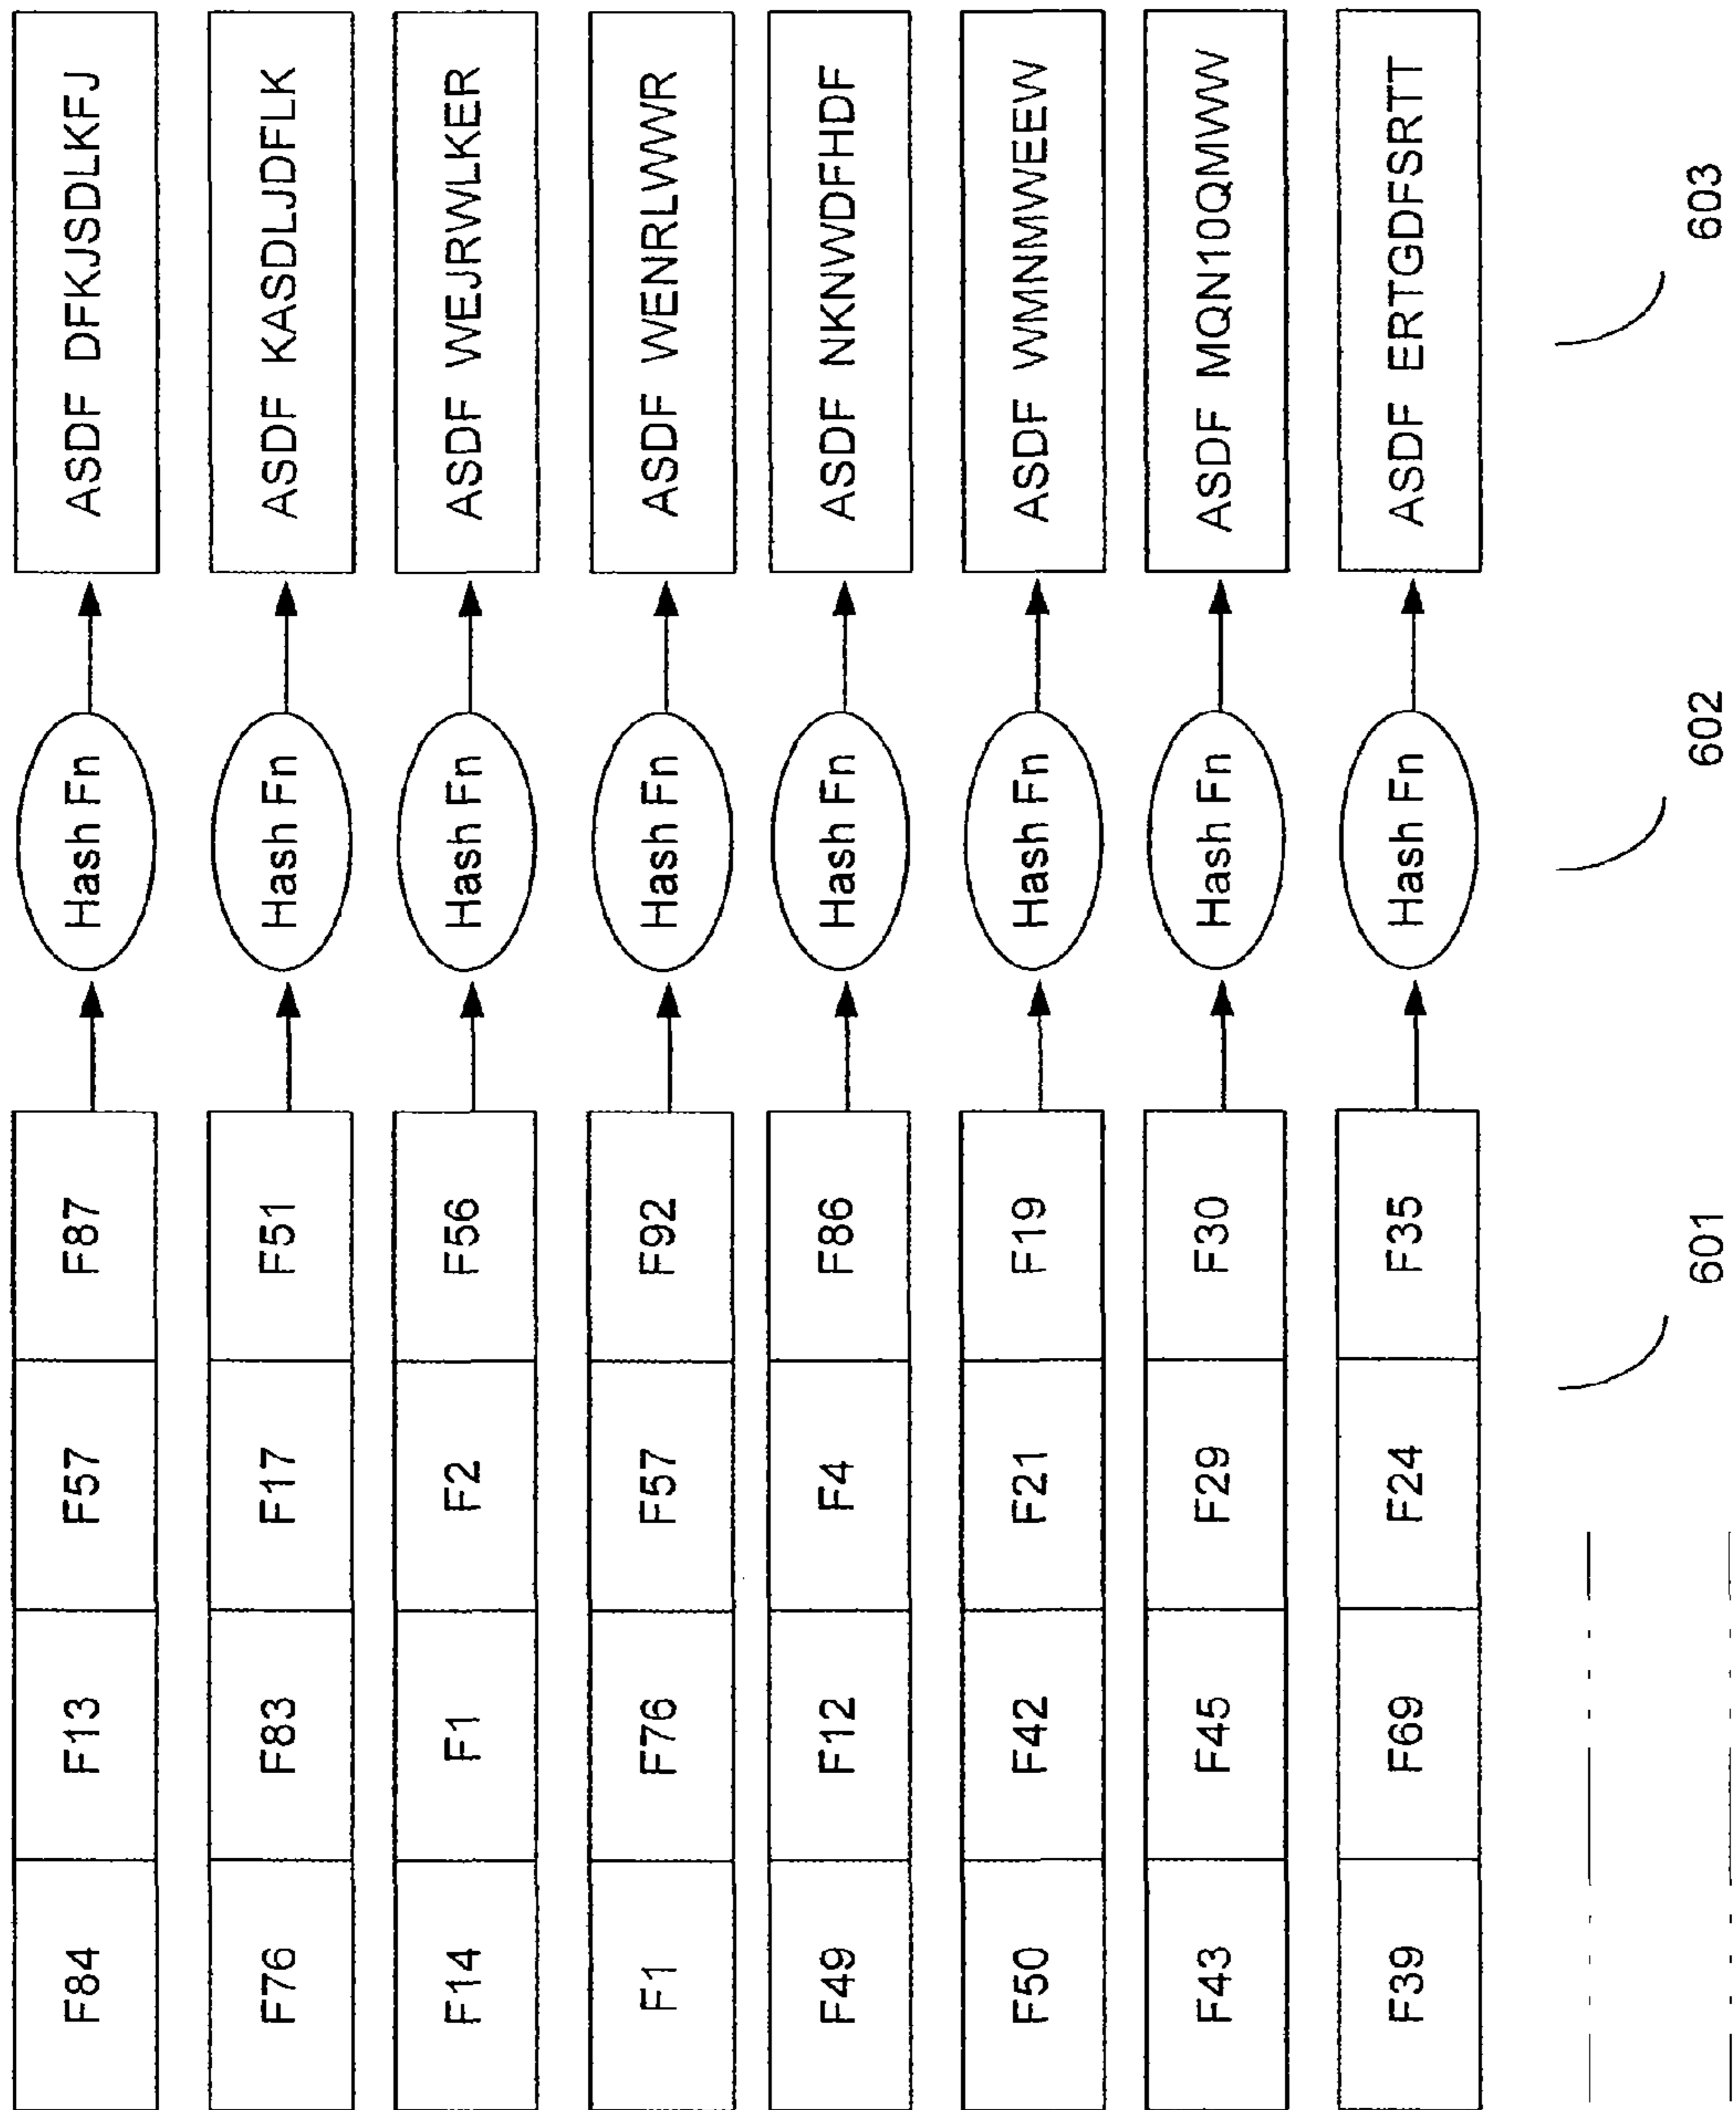 F84 F13 F57 F87 Hash Fn ASDF DFKJSDLKFJ
F76 F83 F17 F51 Hash Fn ASDF KASDLJDFLK
F14 F1 F2 F56 Hash Fn ASDF WEJRWLKER
F1 F76 F57 F92 Hash Fn ASDF WENRLWWR
F49 F12 F4 F86 Hash Fn ASDF NKNWDFHDF
F50 F42 F21 F19 Hash Fn ASDF WMNMWEEW
F43 F45 F29 F30 Hash Fn ASDF MQN10QMWW
F39 F69 F24 F35 Hash Fn ASDF ERTGDFSRTT
601 602 603